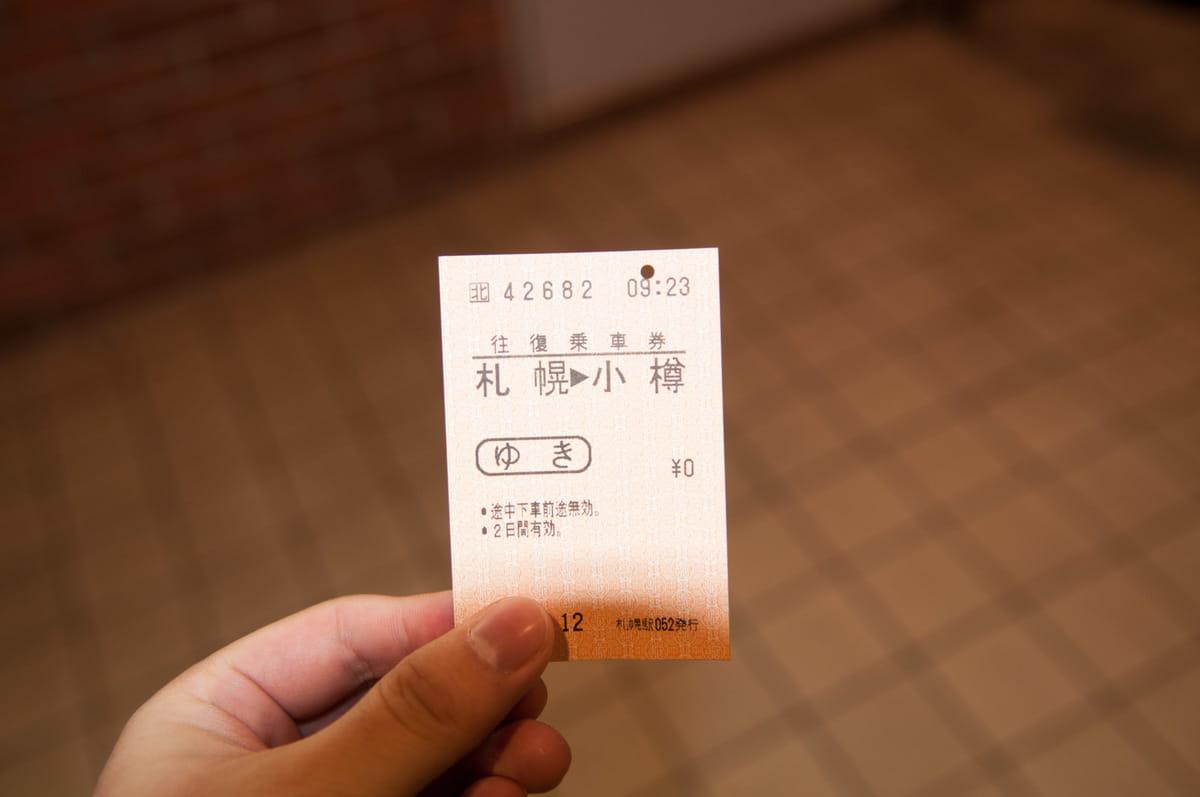 北 42682 09:23
往復乗車券
札幌▶小樽
ゆき ¥0
・途中下車前途無効。
・2日間有効。
12 札幌駅052発行